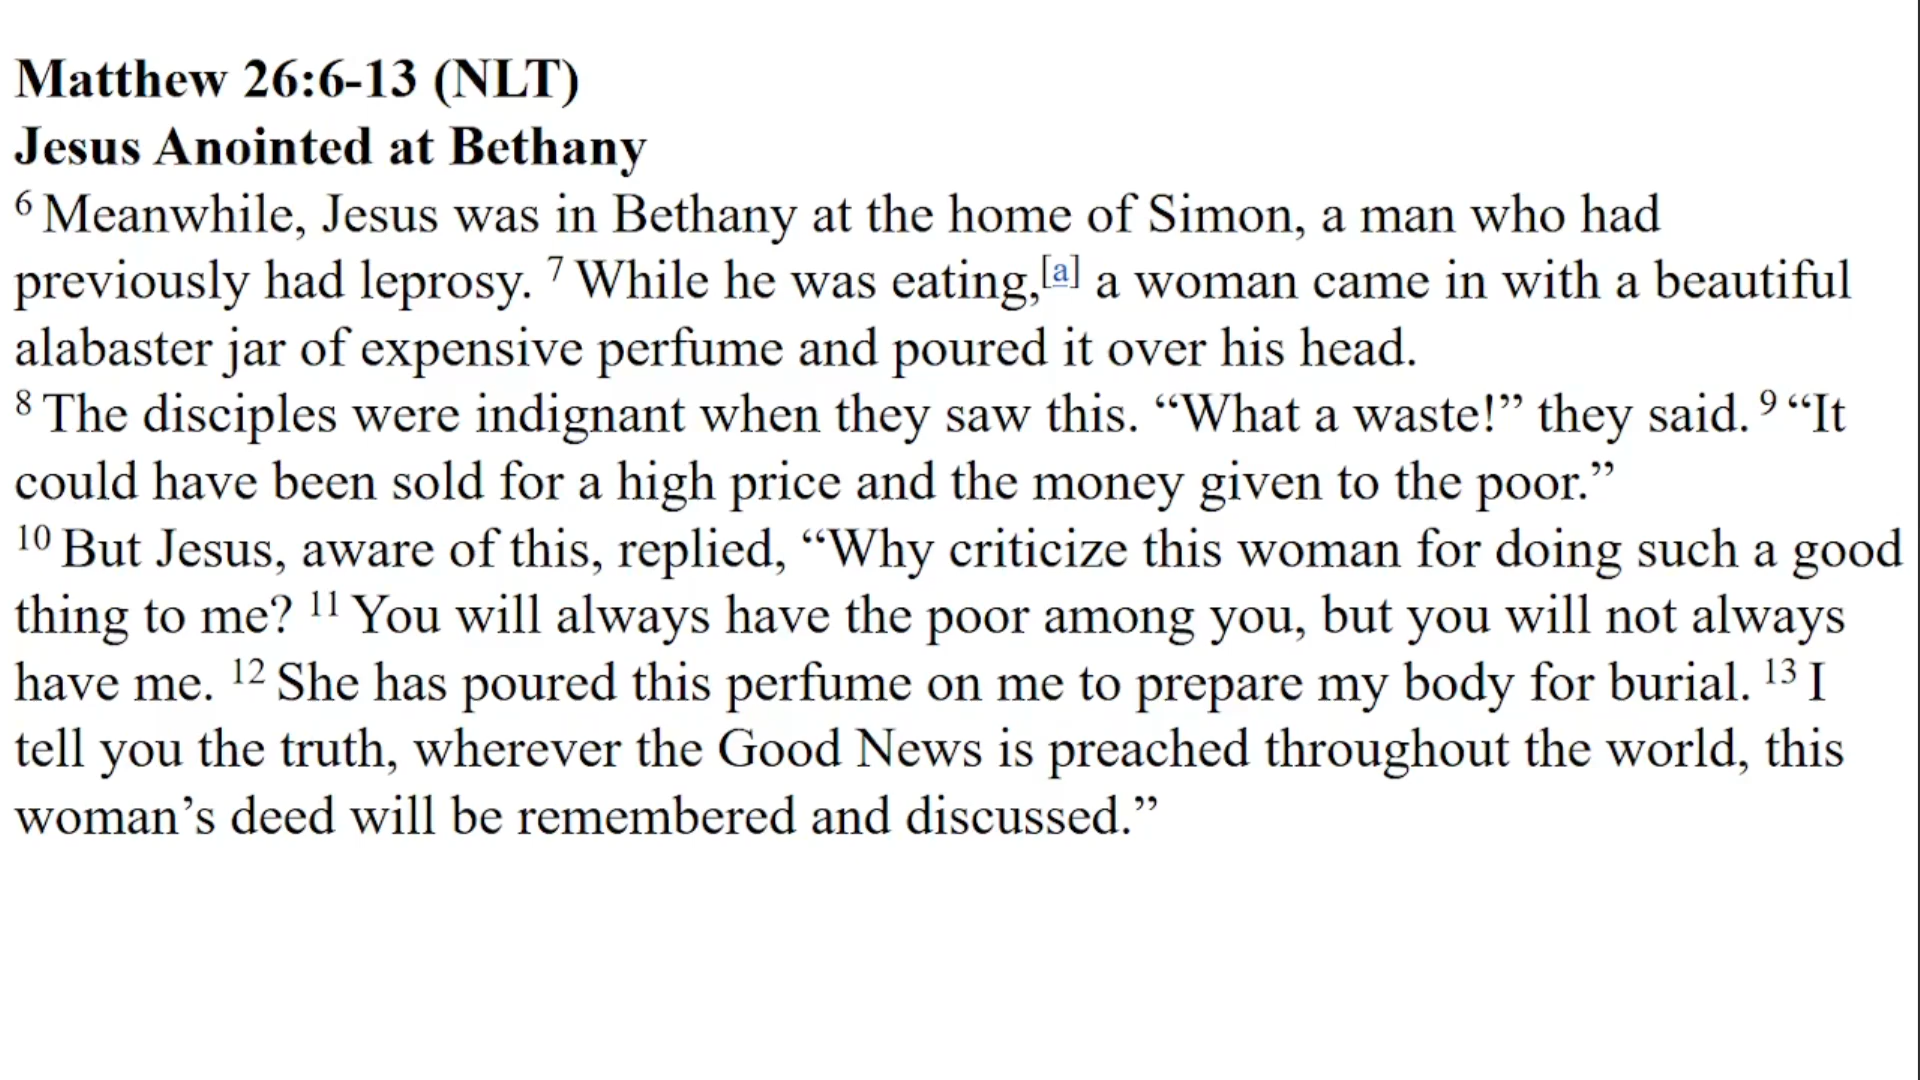 Matthew 26:6-13 (NLT)
Jesus Anointed at Bethany
6 Meanwhile, Jesus was in Bethany at the home of Simon, a man who had
previously had leprosy. 7 While he was eating,[a] a woman came in with a beautiful
alabaster jar of expensive perfume and poured it over his head.
8 The disciples were indignant when they saw this. “What a waste!” they said. 9 “It
could have been sold for a high price and the money given to the poor.”
10 But Jesus, aware of this, replied, “Why criticize this woman for doing such a good
thing to me? 11 You will always have the poor among you, but you will not always
have me. 12 She has poured this perfume on me to prepare my body for burial. 13 I
tell you the truth, wherever the Good News is preached throughout the world, this
woman’s deed will be remembered and discussed.”